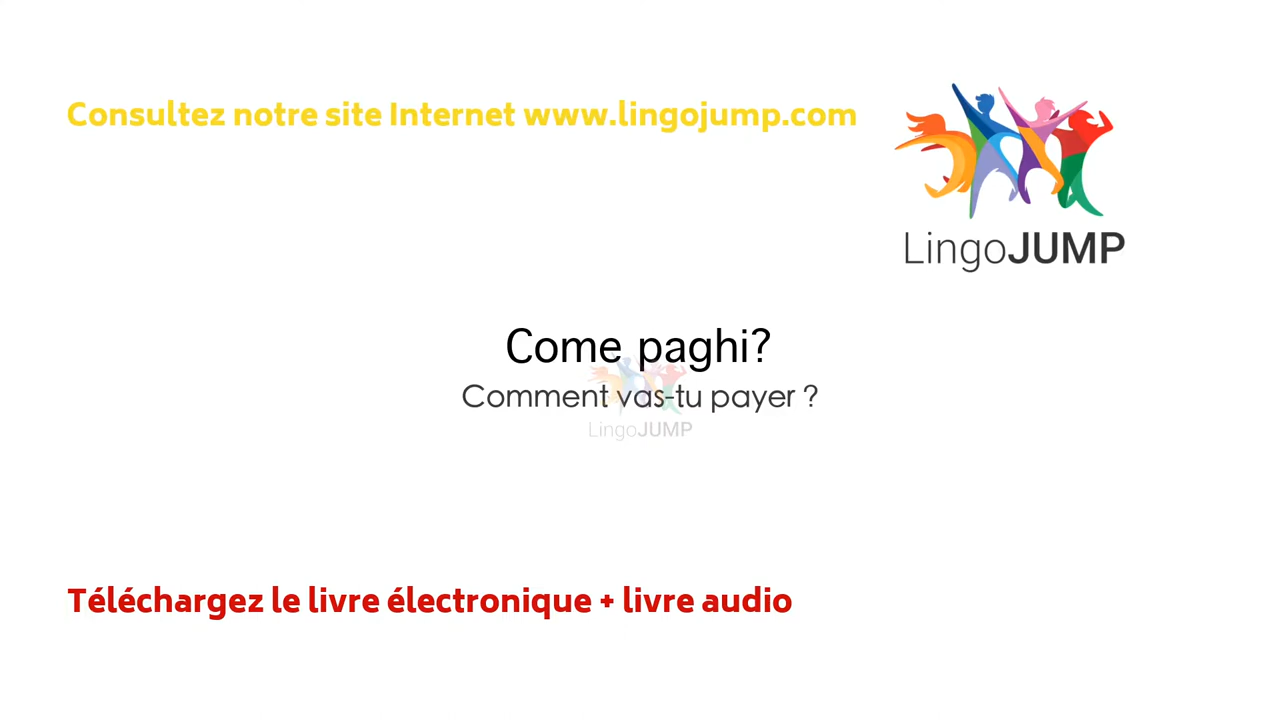 Consultez notre site Internet www.lingojump.com
LingoJUMP
Come paghi?
Comment vas-tu payer ?
LingoJUMP
Téléchargez le livre électronique + livre audio